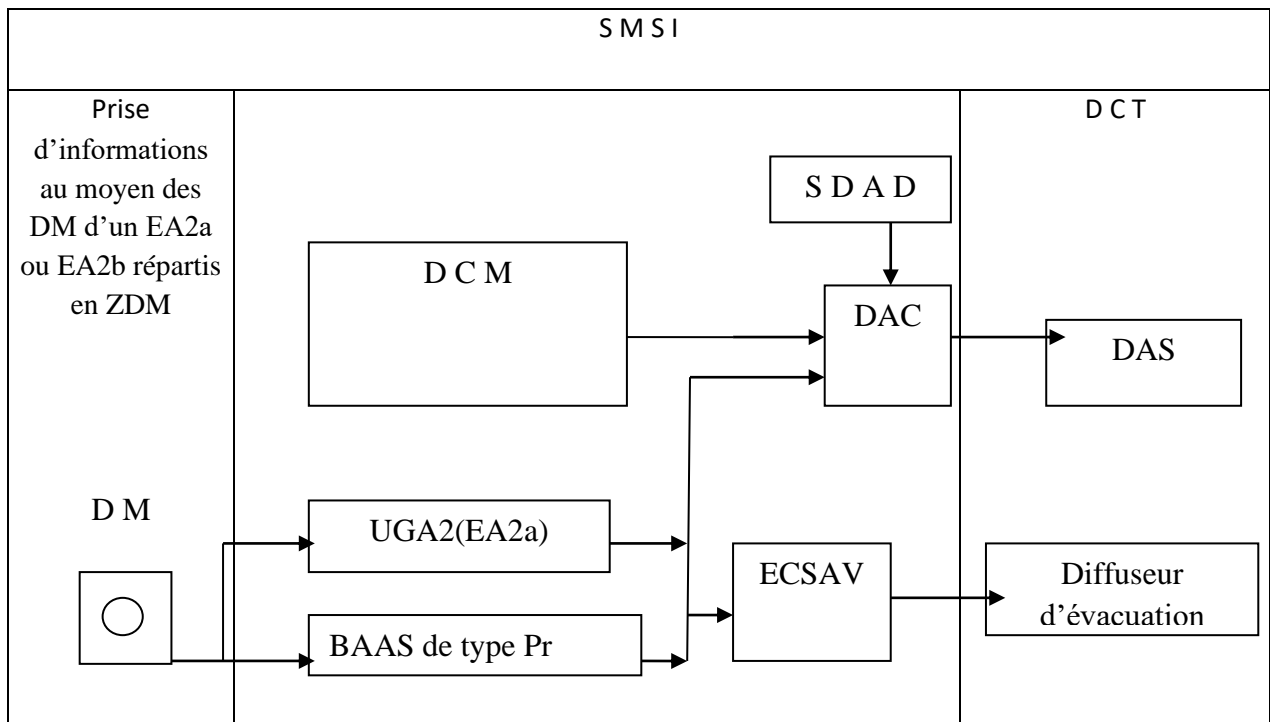 S M S I
Prise
d’informations
au moyen des
DM d’un EA2a
ou EA2b répartis
en ZDM
D C T
S D A D
D C M
DAC
DAS
D M
UGA2(EA2a)
ECSAV
Diffuseur
d’évacuation
BAAS de type Pr